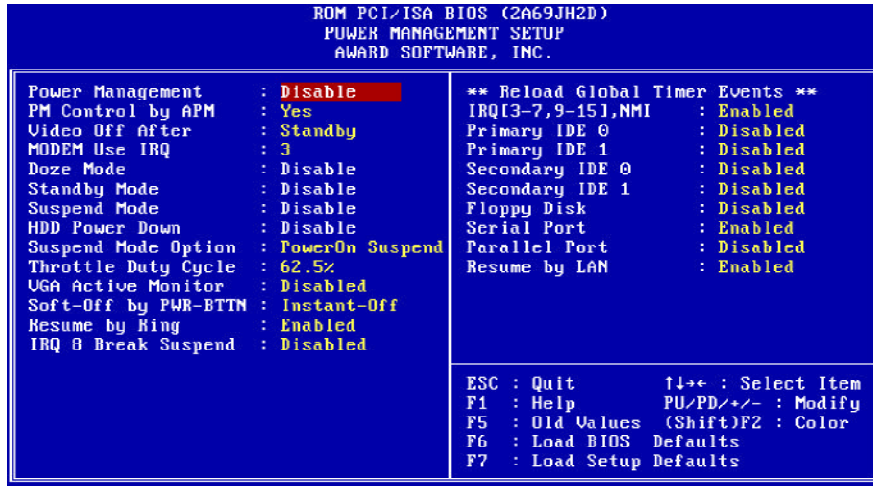 ROM PCI/ISA BIOS (2A69JH2D)
POWER MANAGEMENT SETUP
AWARD SOFTWARE, INC.
Power Management : Disable
PM Control by APM : Yes
Video Off After : Standby
MODEM Use IRQ : 3
Doze Mode : Disable
Standby Mode : Disable
Suspend Mode : Disable
HDD Power Down : Disable
Suspend Mode Option : PowerOn Suspend
Throttle Duty Cycle : 62.5%
VGA Active Monitor : Disabled
Soft-Off by PWR-BTTN : Instant-Off
Resume by Ring : Enabled
IRQ 8 Break Suspend : Disabled
** Reload Global Timer Events **
IRQ[3-7,9-15],NMI : Enabled
Primary IDE 0 : Disabled
Primary IDE 1 : Disabled
Secondary IDE 0 : Disabled
Secondary IDE 1 : Disabled
Floppy Disk : Disabled
Serial Port : Enabled
Parallel Port : Disabled
Resume by LAN : Enabled
ESC : Quit ↑↓→← : Select Item
F1 : Help PU/PD/+/- : Modify
F5 : Old Values (Shift)F2 : Color
F6 : Load BIOS Defaults
F7 : Load Setup Defaults